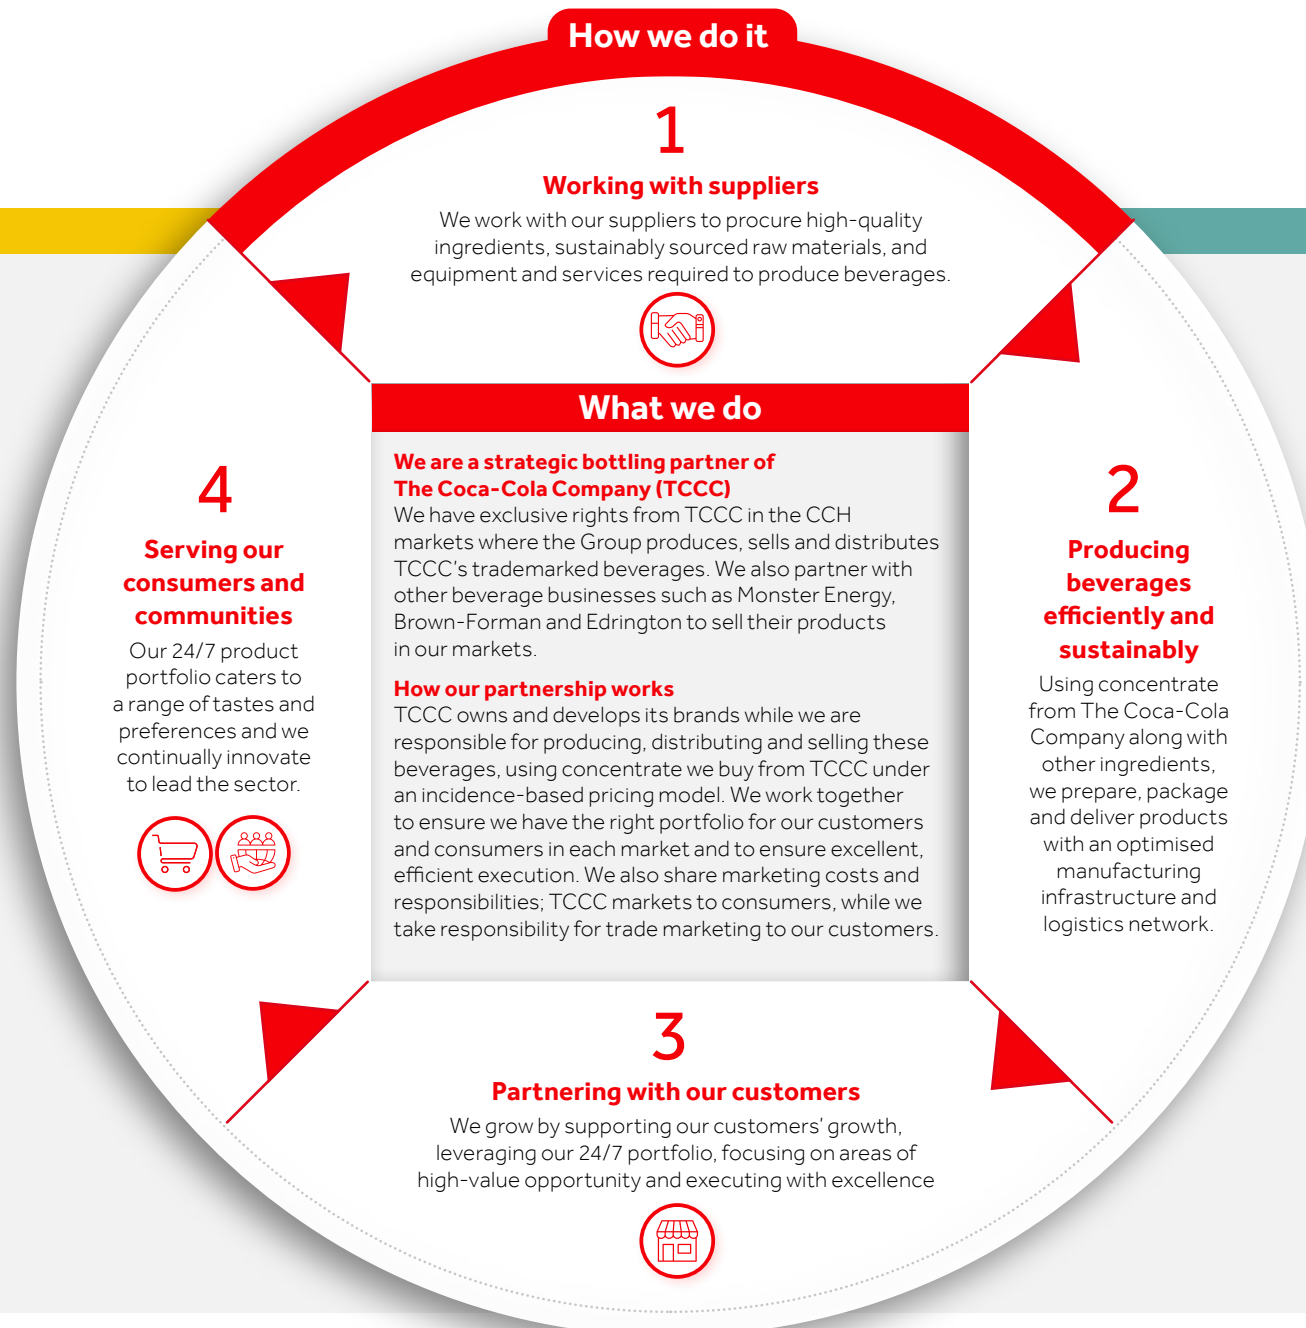 How we do it
1
Working with suppliers
We work with our suppliers to procure high-quality
ingredients, sustainably sourced raw materials, and
equipment and services required to produce beverages.
What we do
We are a strategic bottling partner of
The Coca-Cola Company (TCCC)
We have exclusive rights from TCCC in the CCH
markets where the Group produces, sells and distributes
TCCC's trademarked beverages. We also partner with
other beverage businesses such as Monster Energy,
Brown-Forman and Edrington to sell their products
in our markets.
How our partnership works
TCCC owns and develops its brands while we are
responsible for producing, distributing and selling these
beverages, using concentrate we buy from TCCC under
an incidence-based pricing model. We work together
to ensure we have the right portfolio for our customers
and consumers in each market and to ensure excellent,
efficient execution. We also share marketing costs and
responsibilities; TCCC markets to consumers, while we
take responsibility for trade marketing to our customers.
2
Producing
beverages
efficiently and
sustainably
Using concentrate
from The Coca-Cola
Company along with
other ingredients,
we prepare, package
and deliver products
with an optimised
manufacturing
infrastructure and
logistics network.
3
Partnering with our customers
We grow by supporting our customers' growth,
leveraging our 24/7 portfolio, focusing on areas of
high-value opportunity and executing with excellence
4
Serving our
consumers and
communities
Our 24/7 product
portfolio caters to
a range of tastes and
preferences and we
continually innovate
to lead the sector.